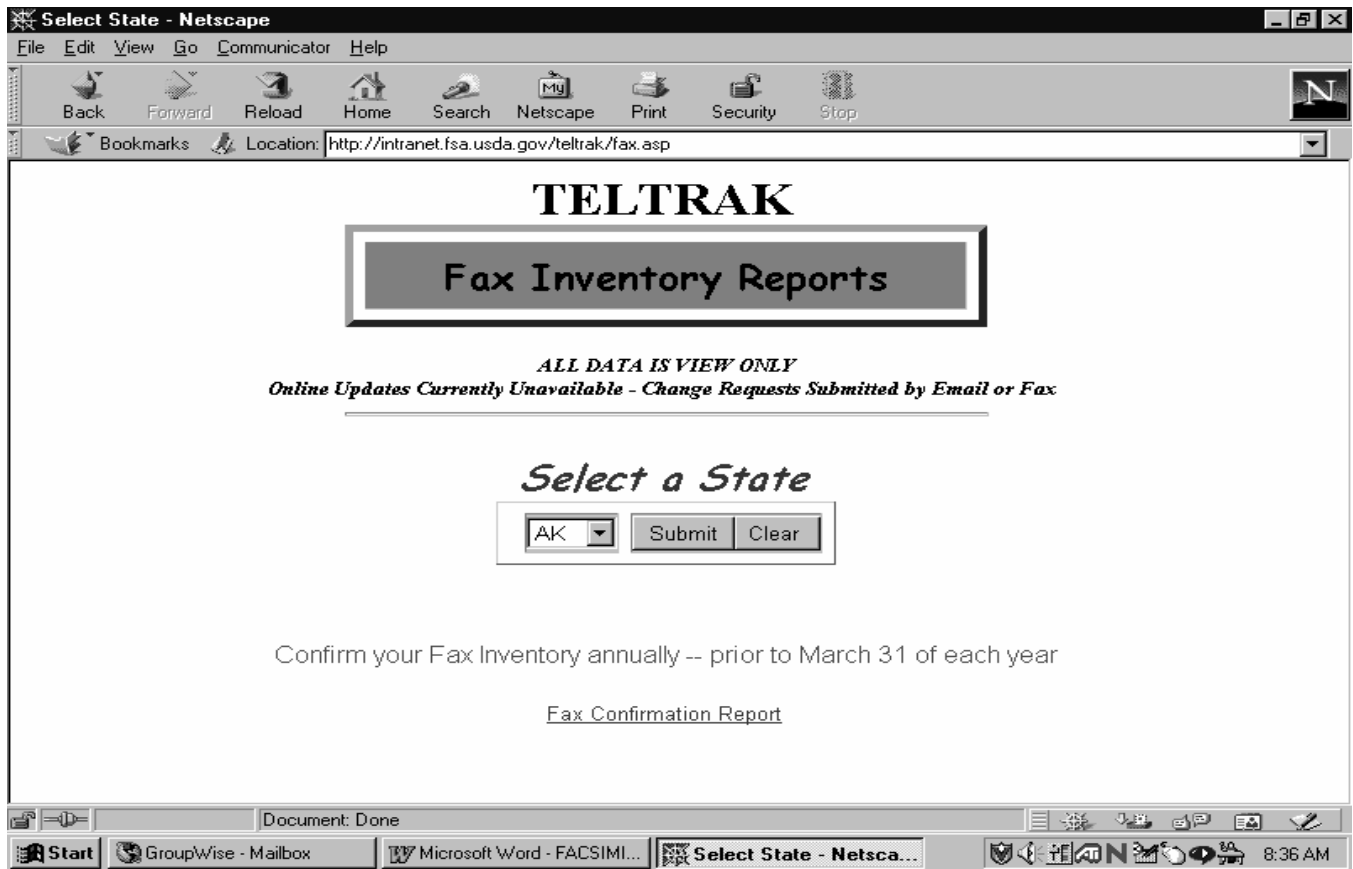 Select State - Netscape
File Edit View Go Communicator Help
My
N
Back Forward Reload Home Search Netscape Print Security Stop
Bookmarks Location: http://intranet.fsa.usda.gov/teltrak/fax.asp
TELTRAK
Fax Inventory Reports
ALL DATA IS VIEW ONLY
Online Updates Currently Unavailable - Change Requests Submitted by Email or Fax
Select a State
AK Submit Clear
Confirm your Fax Inventory annually -- prior to March 31 of each year
Fax Confirmation Report
Document: Done
Start GroupWise - Mailbox Microsoft Word - FACSIMI... Select State - Netsca... N 8:36 AM